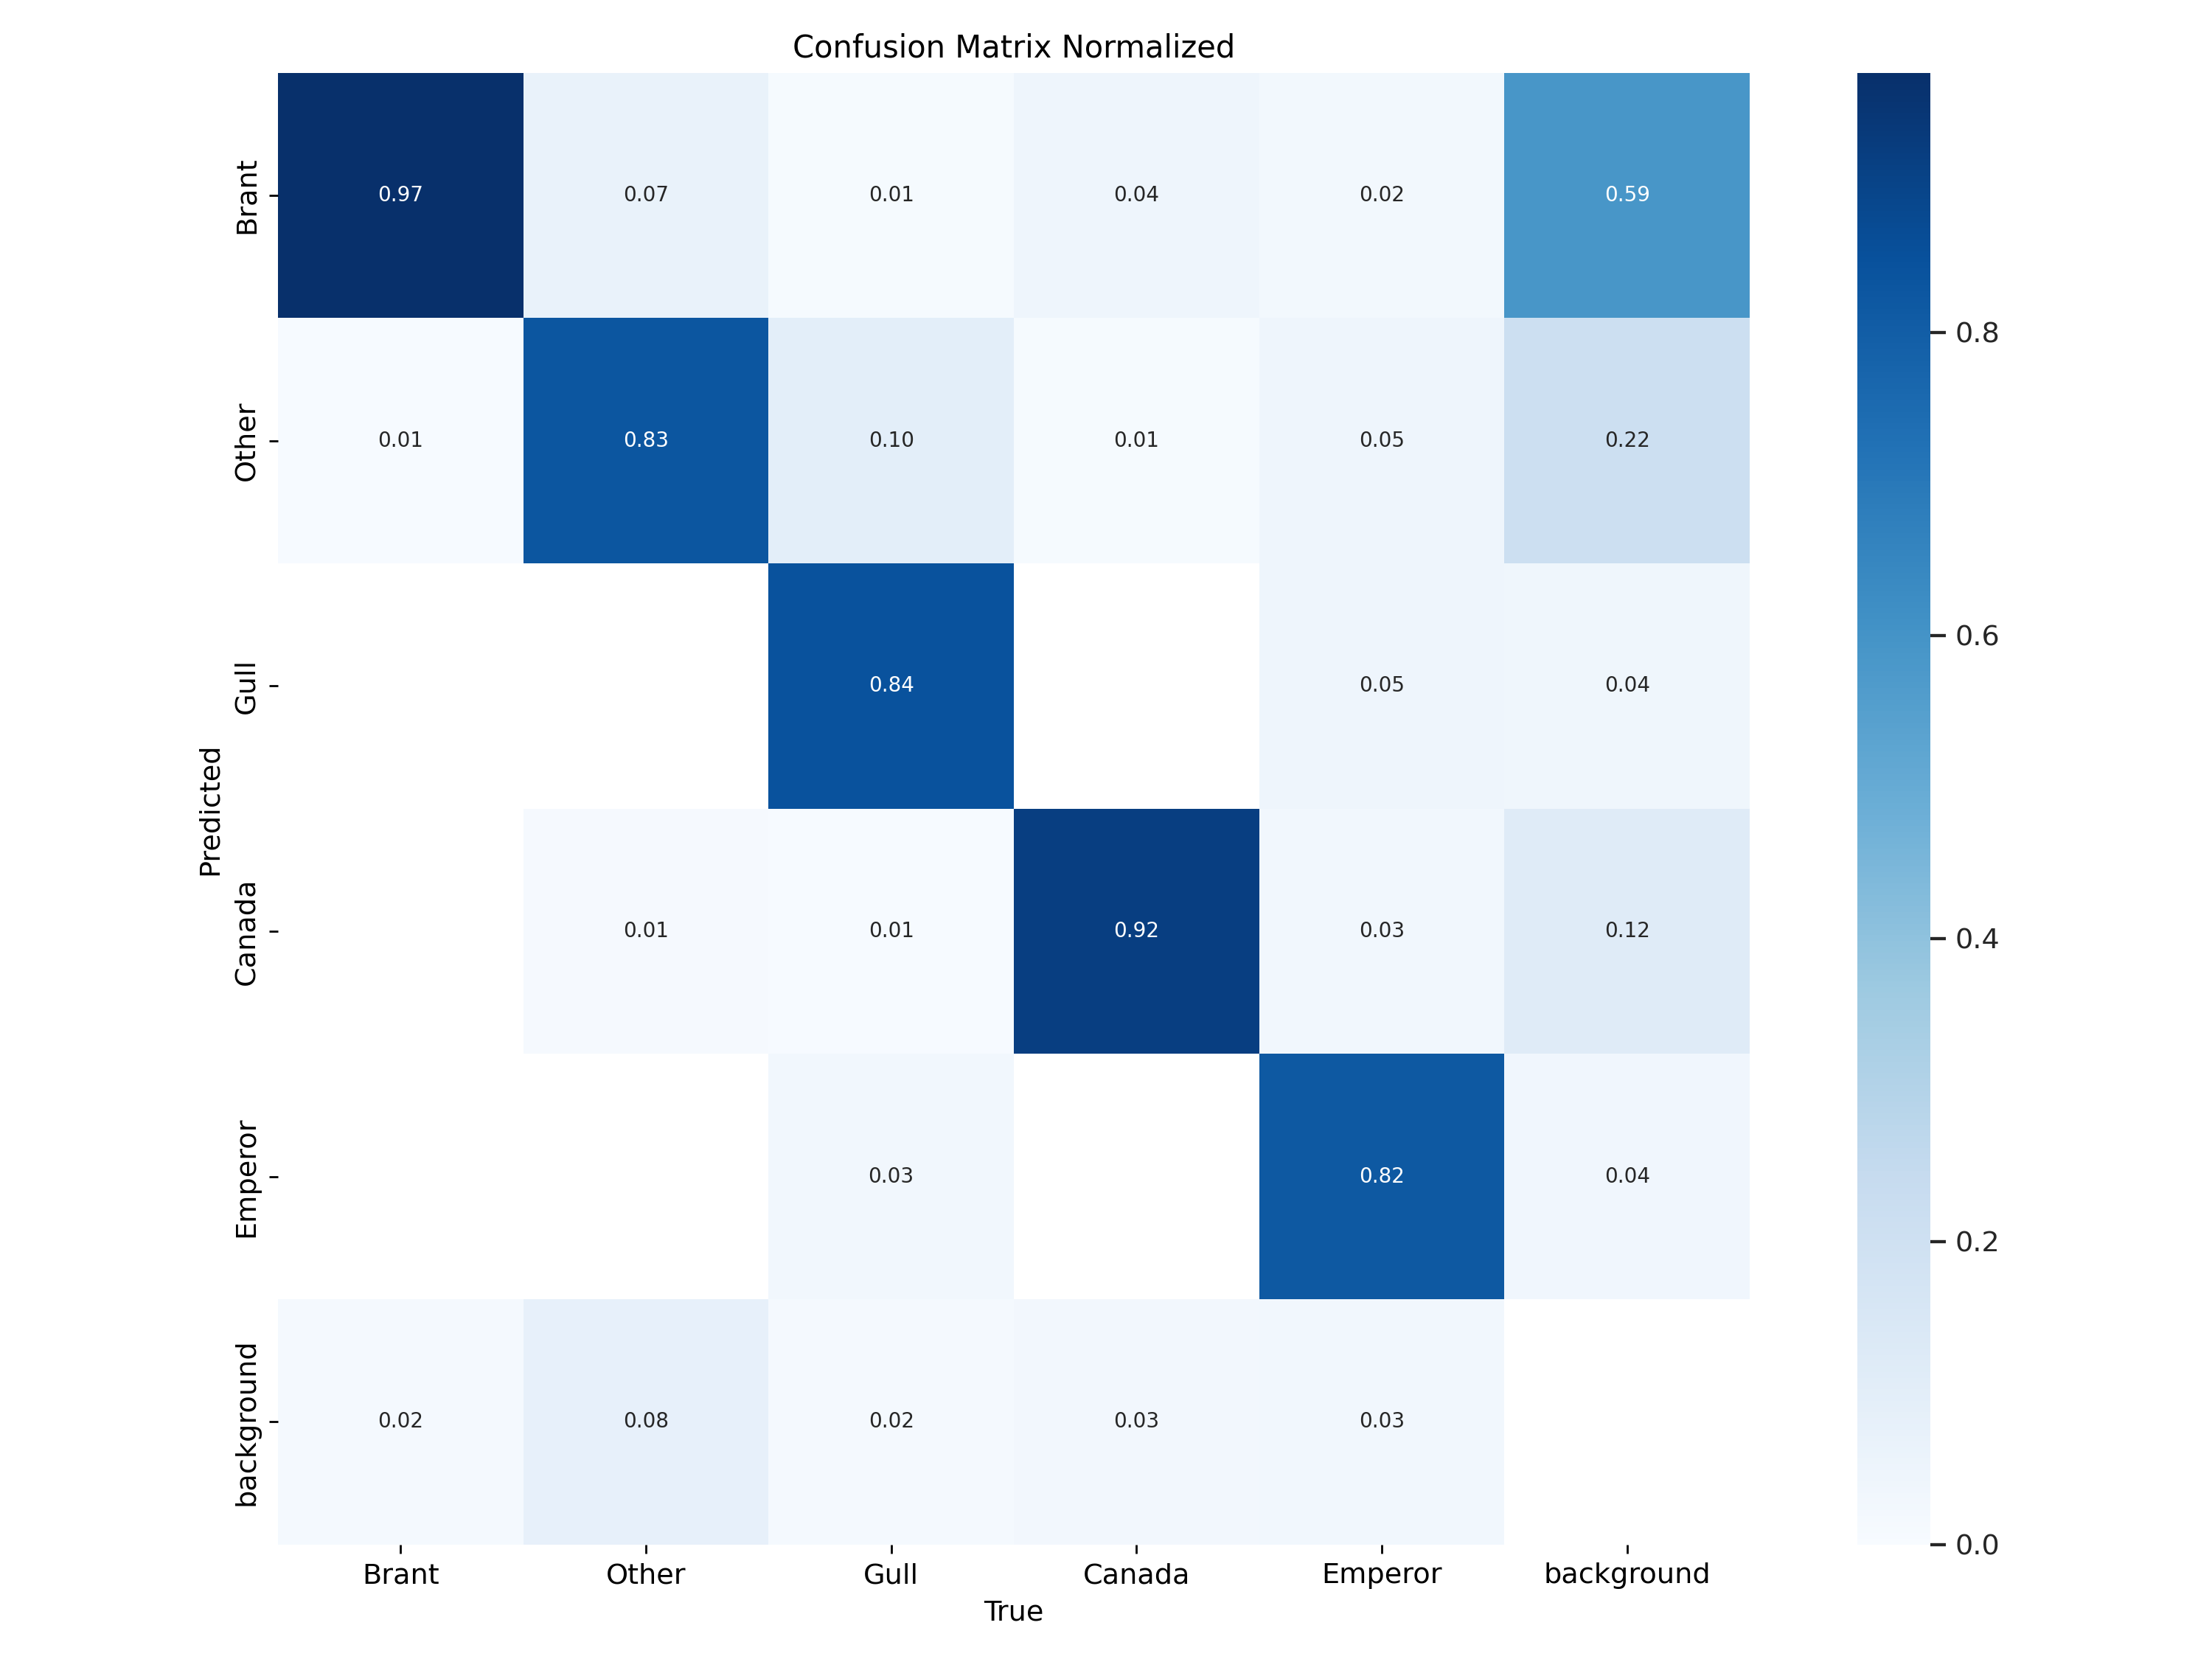 Confusion Matrix Normalized
Brant 0.97 0.07 0.01 0.04 0.02 0.59
Other 0.01 0.83 0.10 0.01 0.05 0.22
Gull 0.84 0.05 0.04
Canada 0.01 0.01 0.92 0.03 0.12
Emperor 0.03 0.82 0.04
background 0.02 0.08 0.02 0.03 0.03
Predicted
Brant Other Gull Canada Emperor background
True
0.8
0.6
0.4
0.2
0.0